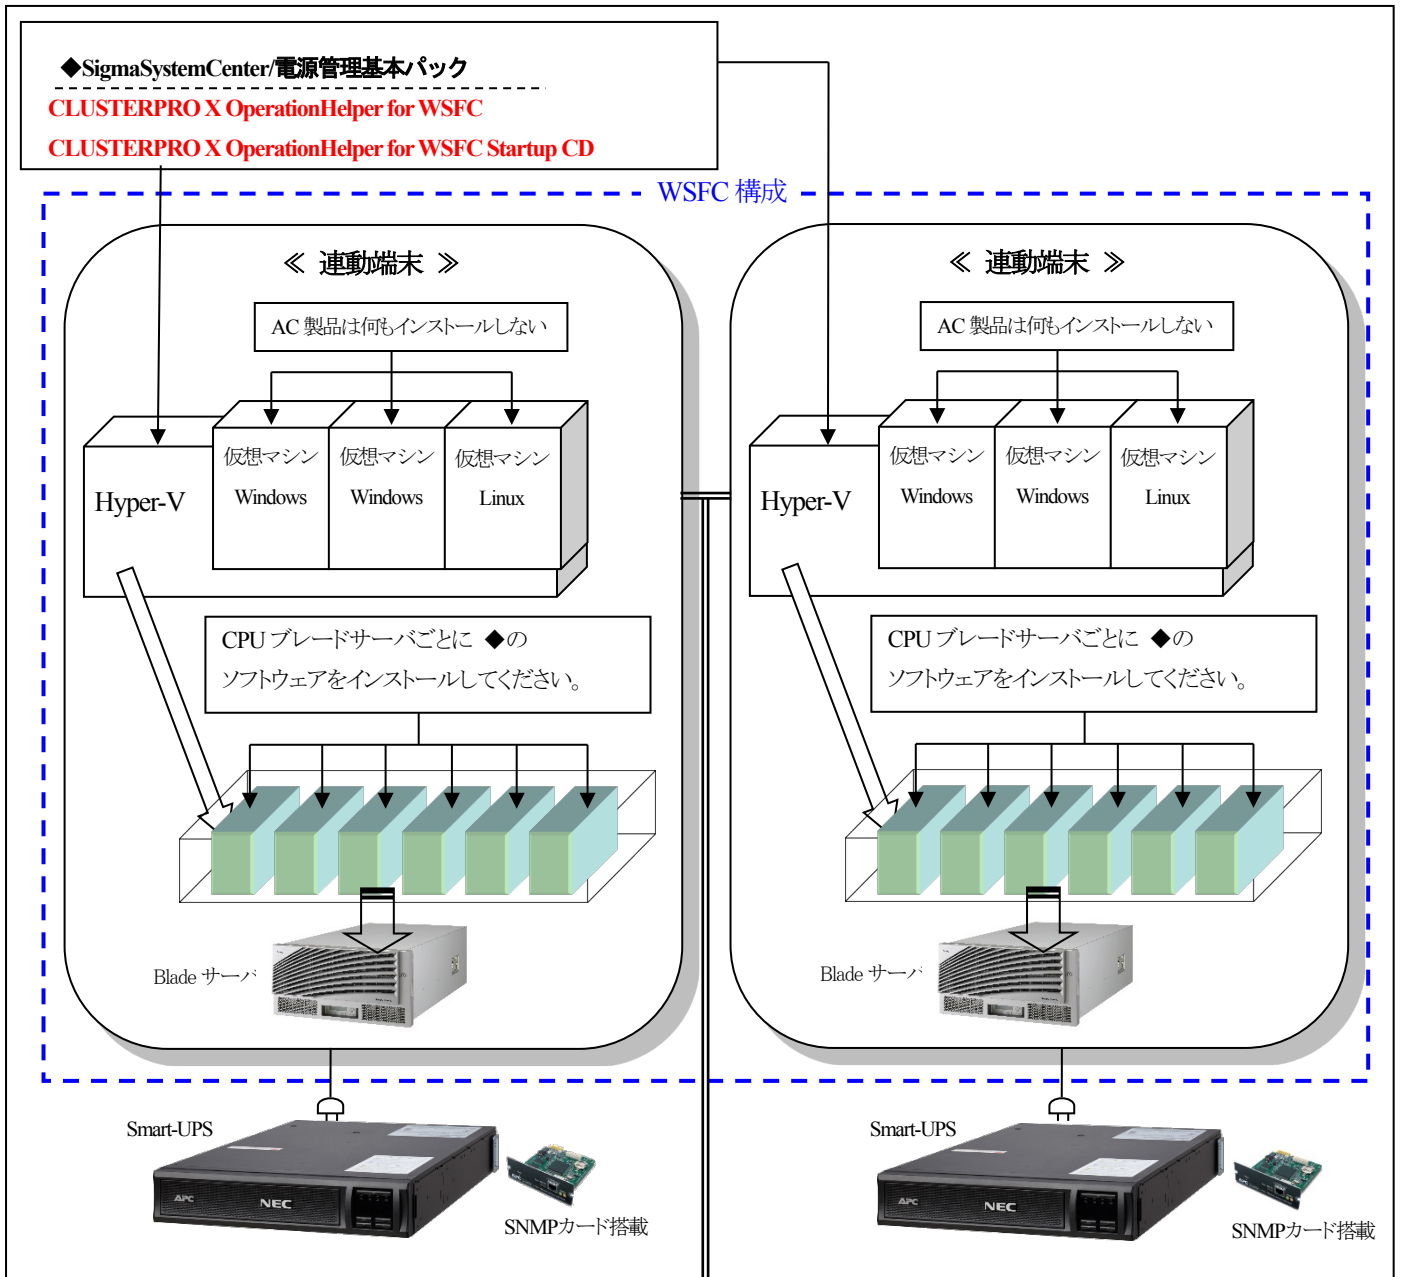 ◆SigmaSystemCenter/電源管理基本パック
CLUSTERPRO X OperationHelper for WSFC
CLUSTERPRO X OperationHelper for WSFC Startup CD
WSFC 構成
≪ 連動端末 ≫
AC 製品は何もインストールしない
Hyper-V
仮想マシン
Windows
仮想マシン
Windows
仮想マシン
Linux
CPU ブレードサーバごとに ◆の
ソフトウェアをインストールしてください。
Blade サーバ
≪ 連動端末 ≫
AC 製品は何もインストールしない
Hyper-V
仮想マシン
Windows
仮想マシン
Windows
仮想マシン
Linux
CPU ブレードサーバごとに ◆の
ソフトウェアをインストールしてください。
Blade サーバ
Smart-UPS
APC
NEC
SNMPカード搭載
Smart-UPS
APC
NEC
SNMPカード搭載